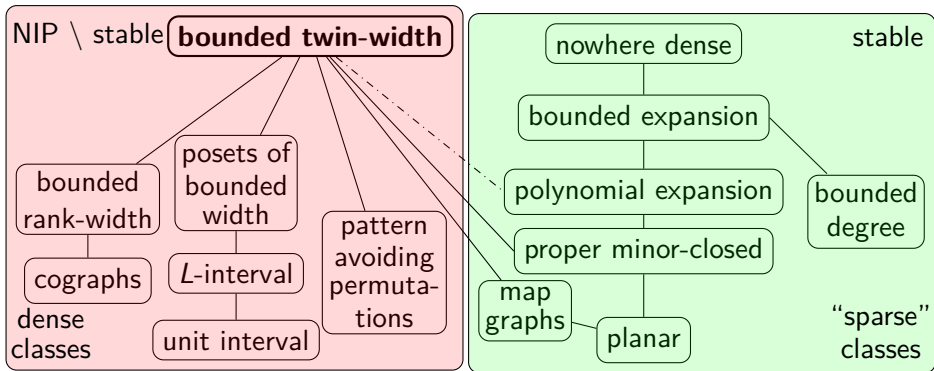 NIP \ stable
bounded twin-width
bounded
rank-width
cographs
posets of
bounded
width
L-interval
unit interval
pattern
avoiding
permuta-
tions
dense
classes
stable
nowhere dense
bounded expansion
polynomial expansion
bounded
degree
proper minor-closed
map
graphs
planar
“sparse”
classes